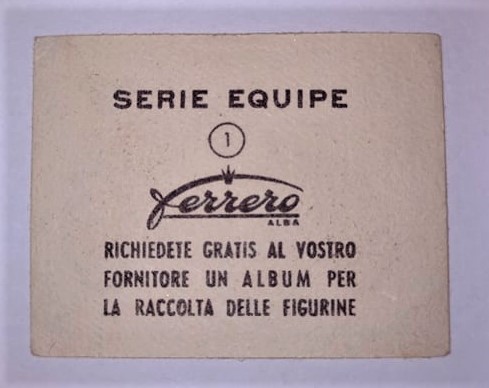 SERIE EQUIPE
1
Ferrero
ALBA
RICHIEDETE GRATIS AL VOSTRO
FORNITORE UN ALBUM PER
LA RACCOLTA DELLE FIGURINE